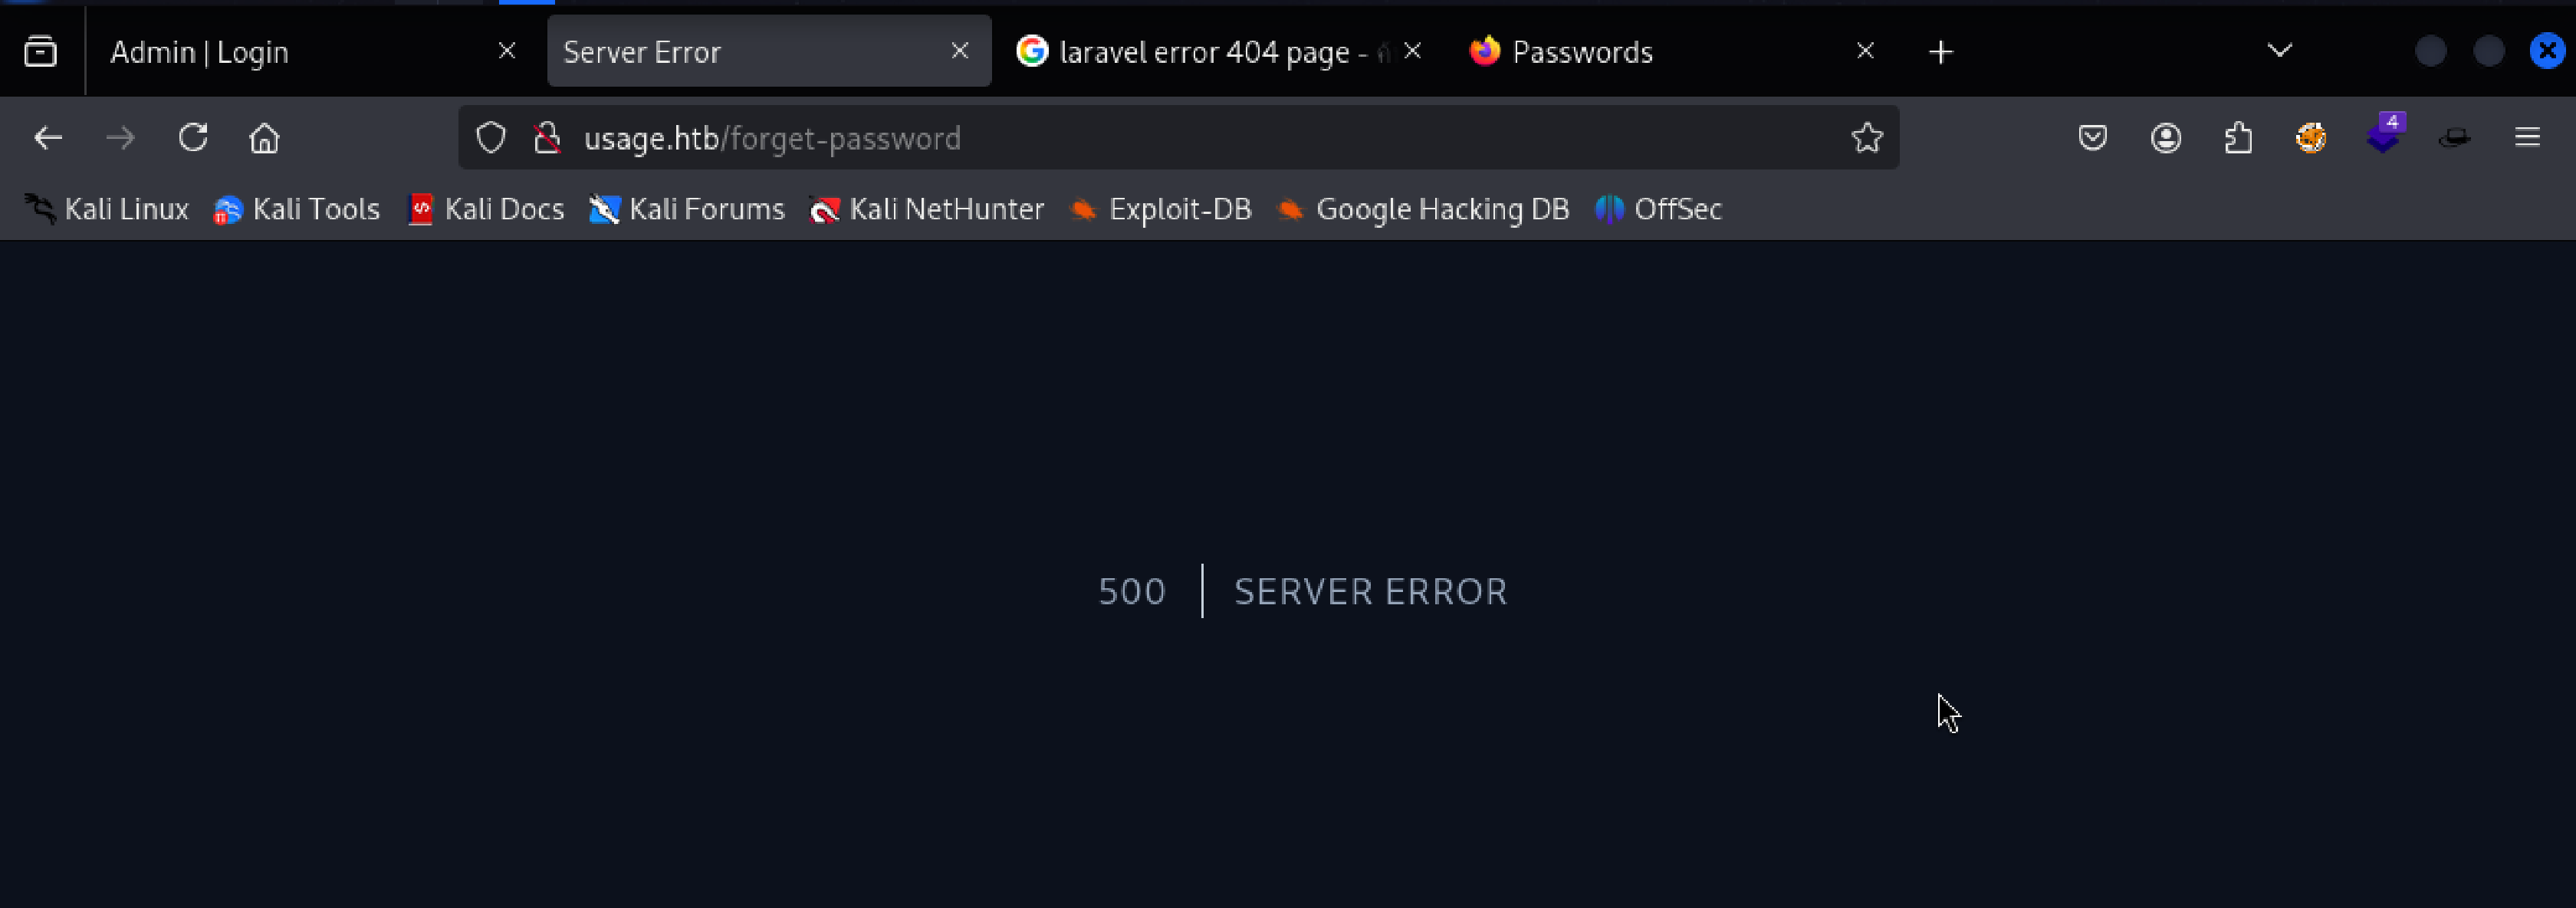 Admin | Login
Server Error
laravel error 404 page -
Passwords
usage.htb/forget-password
4
Kali Linux
Kali Tools
Kali Docs
Kali Forums
Kali NetHunter
Exploit-DB
Google Hacking DB
OffSec
500
SERVER ERROR